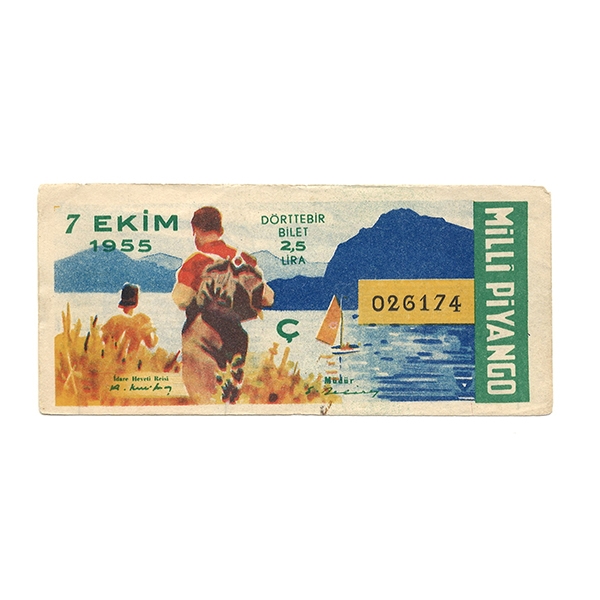 7 EKİM
1955
DÖRTTEBİR
BİLET
2,5
LİRA
Ç
026174
İdare Heyeti Reisi
Müdür
MİLLİ PİYANGO